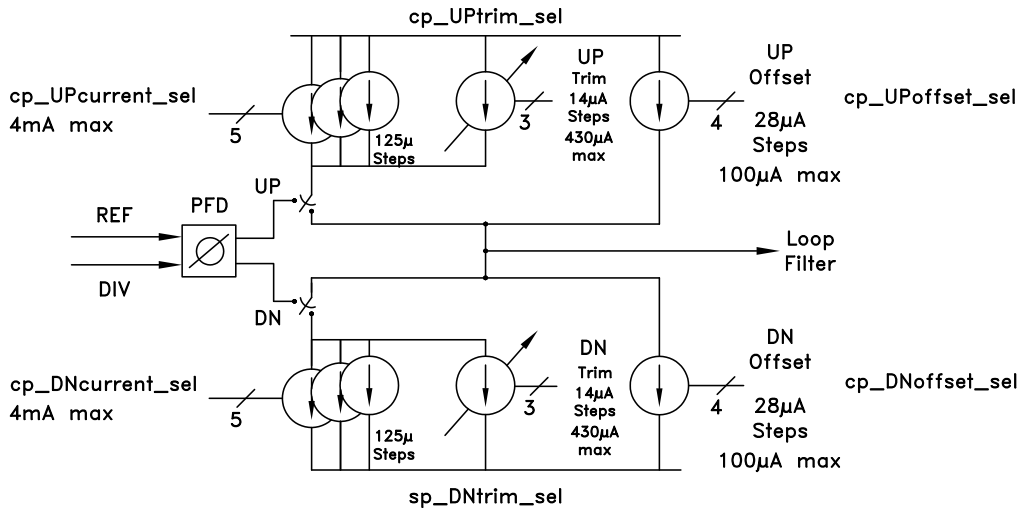 cp_UPtrim_sel
cp_UPcurrent_sel
4mA max
5
125µ
Steps
UP
Trim
14µA
Steps
430µA
max
3
UP
Offset
28µA
Steps
100µA max
4
cp_UPoffset_sel
UP
PFD
REF
DIV
DN
Loop
Filter
cp_DNcurrent_sel
4mA max
5
125µ
Steps
DN
Trim
14µA
Steps
430µA
max
3
DN
Offset
28µA
Steps
100µA max
4
cp_DNoffset_sel
sp_DNtrim_sel